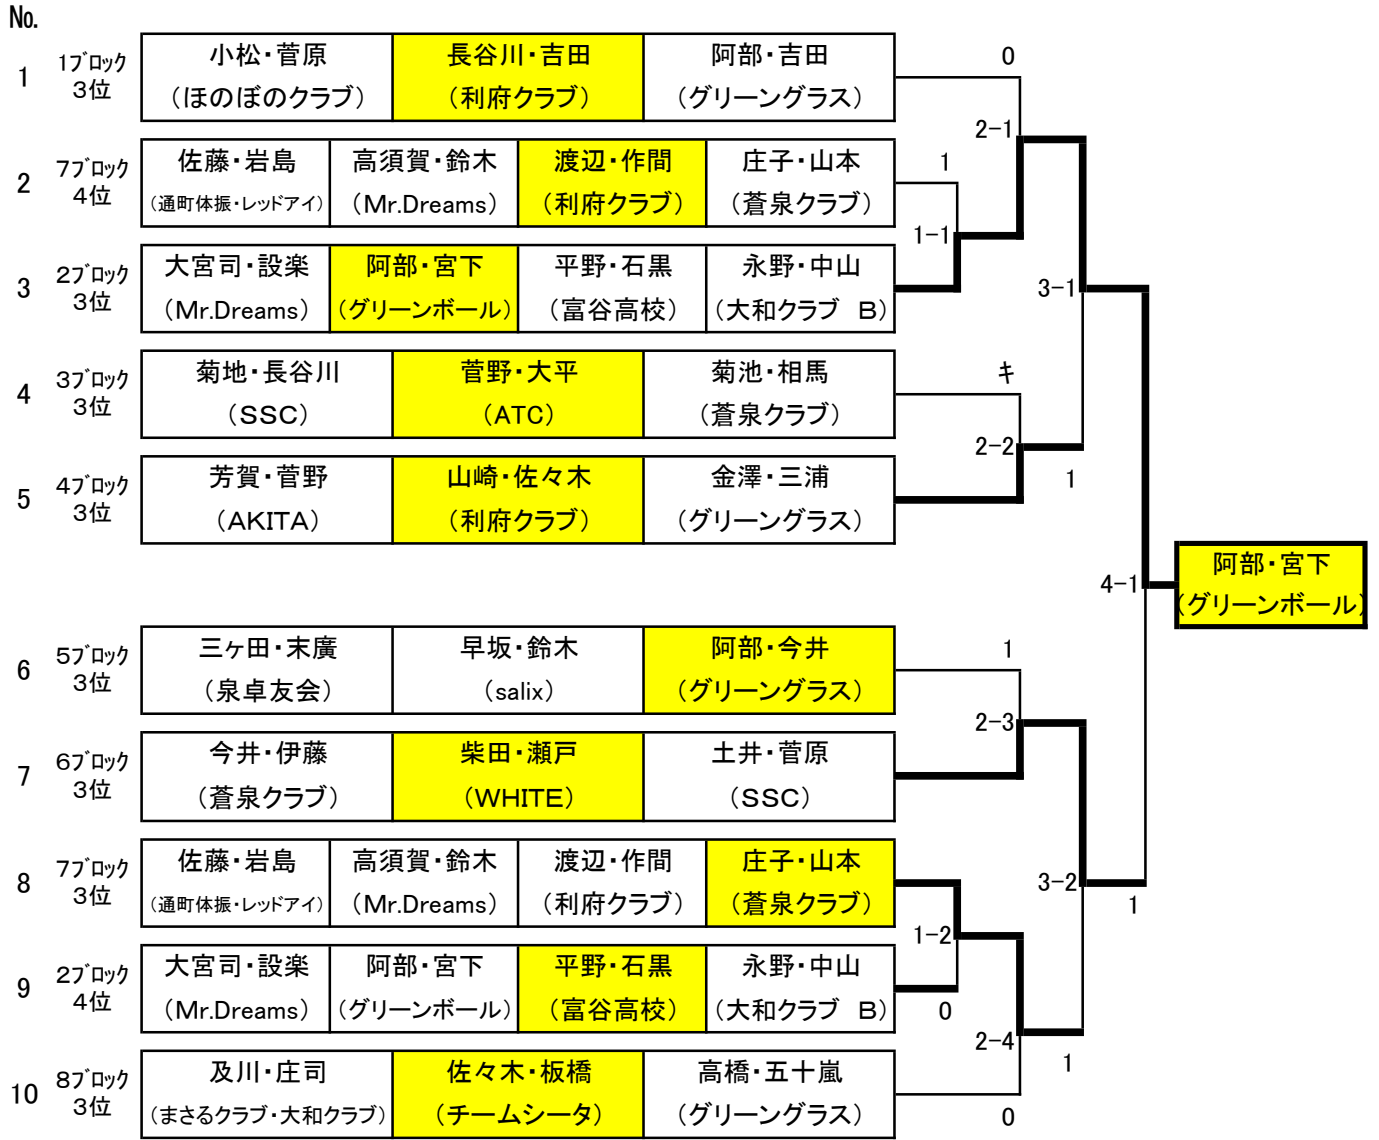 No.
1 1ブロック 3位 小松・菅原 長谷川・吉田 阿部・吉田 0
(ほのぼのクラブ) (利府クラブ) (グリーングラス)
2-1
2 7ブロック 4位 佐藤・岩島 高須賀・鈴木 渡辺・作間 庄子・山本 1
(通町体振・レッドアイ) (Mr.Dreams) (利府クラブ) (蒼泉クラブ)
1-1
3 2ブロック 3位 大宮司・設楽 阿部・宮下 平野・石黒 永野・中山 3-1
(Mr.Dreams) (グリーンボール) (富谷高校) (大和クラブ B)
4 3ブロック 3位 菊地・長谷川 菅野・大平 菊池・相馬 キ
(SSC) (ATC) (蒼泉クラブ)
2-2
5 4ブロック 3位 芳賀・菅野 山崎・佐々木 金澤・三浦 1
(AKITA) (利府クラブ) (グリーングラス)
4-1 阿部・宮下
(グリーンボール)
6 5ブロック 3位 三ヶ田・末廣 早坂・鈴木 阿部・今井 1
(泉卓友会) (salix) (グリーングラス)
2-3
7 6ブロック 3位 今井・伊藤 柴田・瀬戸 土井・菅原
(蒼泉クラブ) (WHITE) (SSC)
8 7ブロック 3位 佐藤・岩島 高須賀・鈴木 渡辺・作間 庄子・山本 3-2
(通町体振・レッドアイ) (Mr.Dreams) (利府クラブ) (蒼泉クラブ) 1
1-2
9 2ブロック 4位 大宮司・設楽 阿部・宮下 平野・石黒 永野・中山
(Mr.Dreams) (グリーンボール) (富谷高校) (大和クラブ B) 0
2-4
10 8ブロック 3位 及川・庄司 佐々木・板橋 高橋・五十嵐 1
(まさるクラブ・大和クラブ) (チームシータ) (グリーングラス) 0